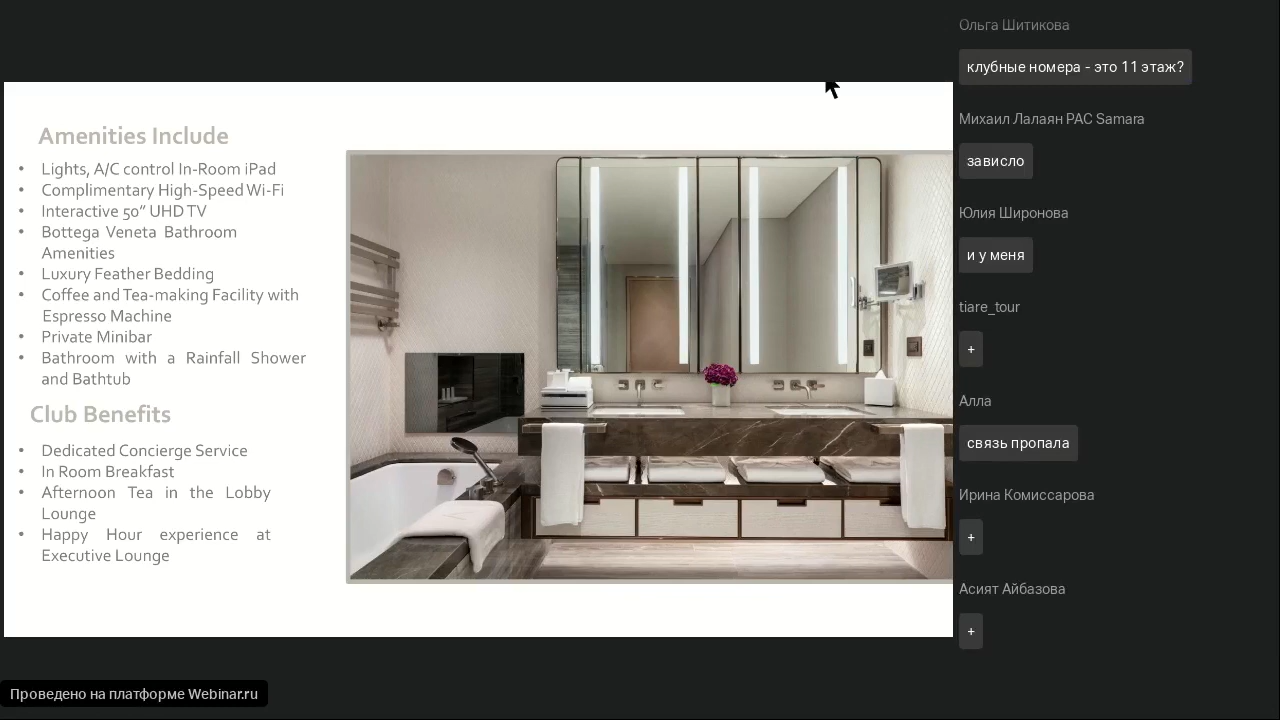 Amenities Include
• Lights, A/C control In-Room iPad
• Complimentary High-Speed Wi-Fi
• Interactive 50” UHD TV
• Bottega Veneta Bathroom
Amenities
• Luxury Feather Bedding
• Coffee and Tea-making Facility with
Espresso Machine
• Private Minibar
• Bathroom with a Rainfall Shower
and Bathtub
Club Benefits
• Dedicated Concierge Service
• In Room Breakfast
• Afternoon Tea in the Lobby
Lounge
• Happy Hour experience at
Executive Lounge
Ольга Шитикова
клубные номера - это 11 этаж?
Михаил Лалаян PAC Samara
зависло
Юлия Широнова
и у меня
tiare_tour
+
Алла
связь пропала
Ирина Комиссарова
+
Асият Айбазова
+
Проведено на платформе Webinar.ru